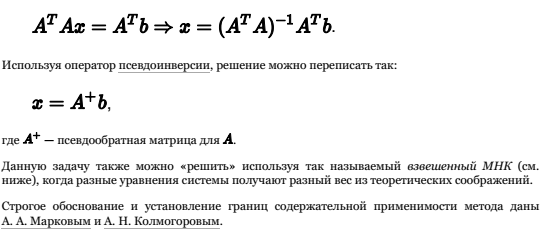 AᵀAx = Aᵀb ⇒ x = (AᵀA)⁻¹Aᵀb.
Используя оператор псевдоинверсии, решение можно переписать так:
x = A⁺b,
где A⁺ — псевдообратная матрица для A.
Данную задачу также можно «решить» используя так называемый взвешенный МНК (см.
ниже), когда разные уравнения системы получают разный вес из теоретических соображений.
Строгое обоснование и установление границ содержательной применимости метода даны
А. А. Марковым и А. Н. Колмогоровым.